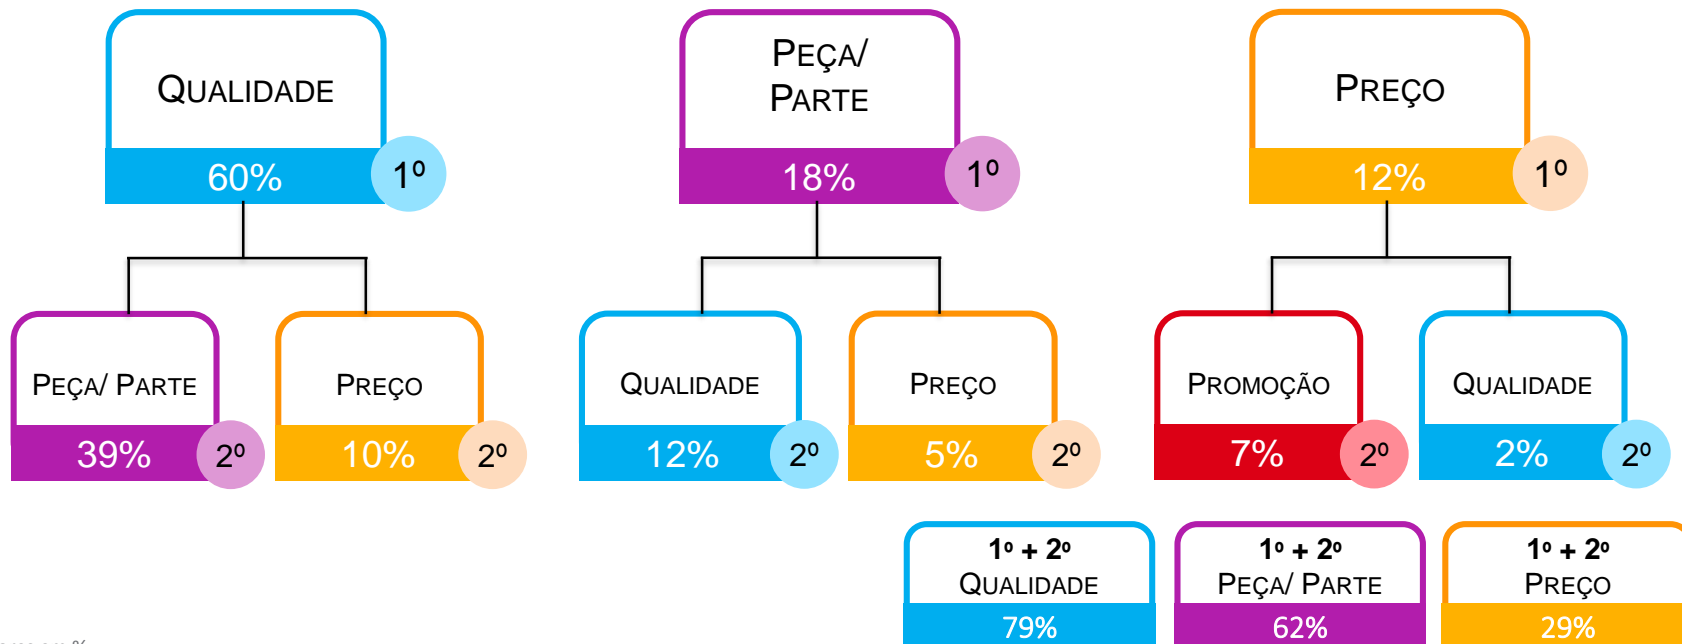 QUALIDADE
60%
1º
PEÇA/
PARTE
18%
1º
PREÇO
12%
1º
PEÇA/ PARTE
39%
2º
PREÇO
10%
2º
QUALIDADE
12%
2º
PREÇO
5%
2º
PROMOÇÃO
7%
2º
QUALIDADE
2%
2º
1º + 2º
QUALIDADE
79%
1º + 2º
PEÇA/ PARTE
62%
1º + 2º
PREÇO
29%